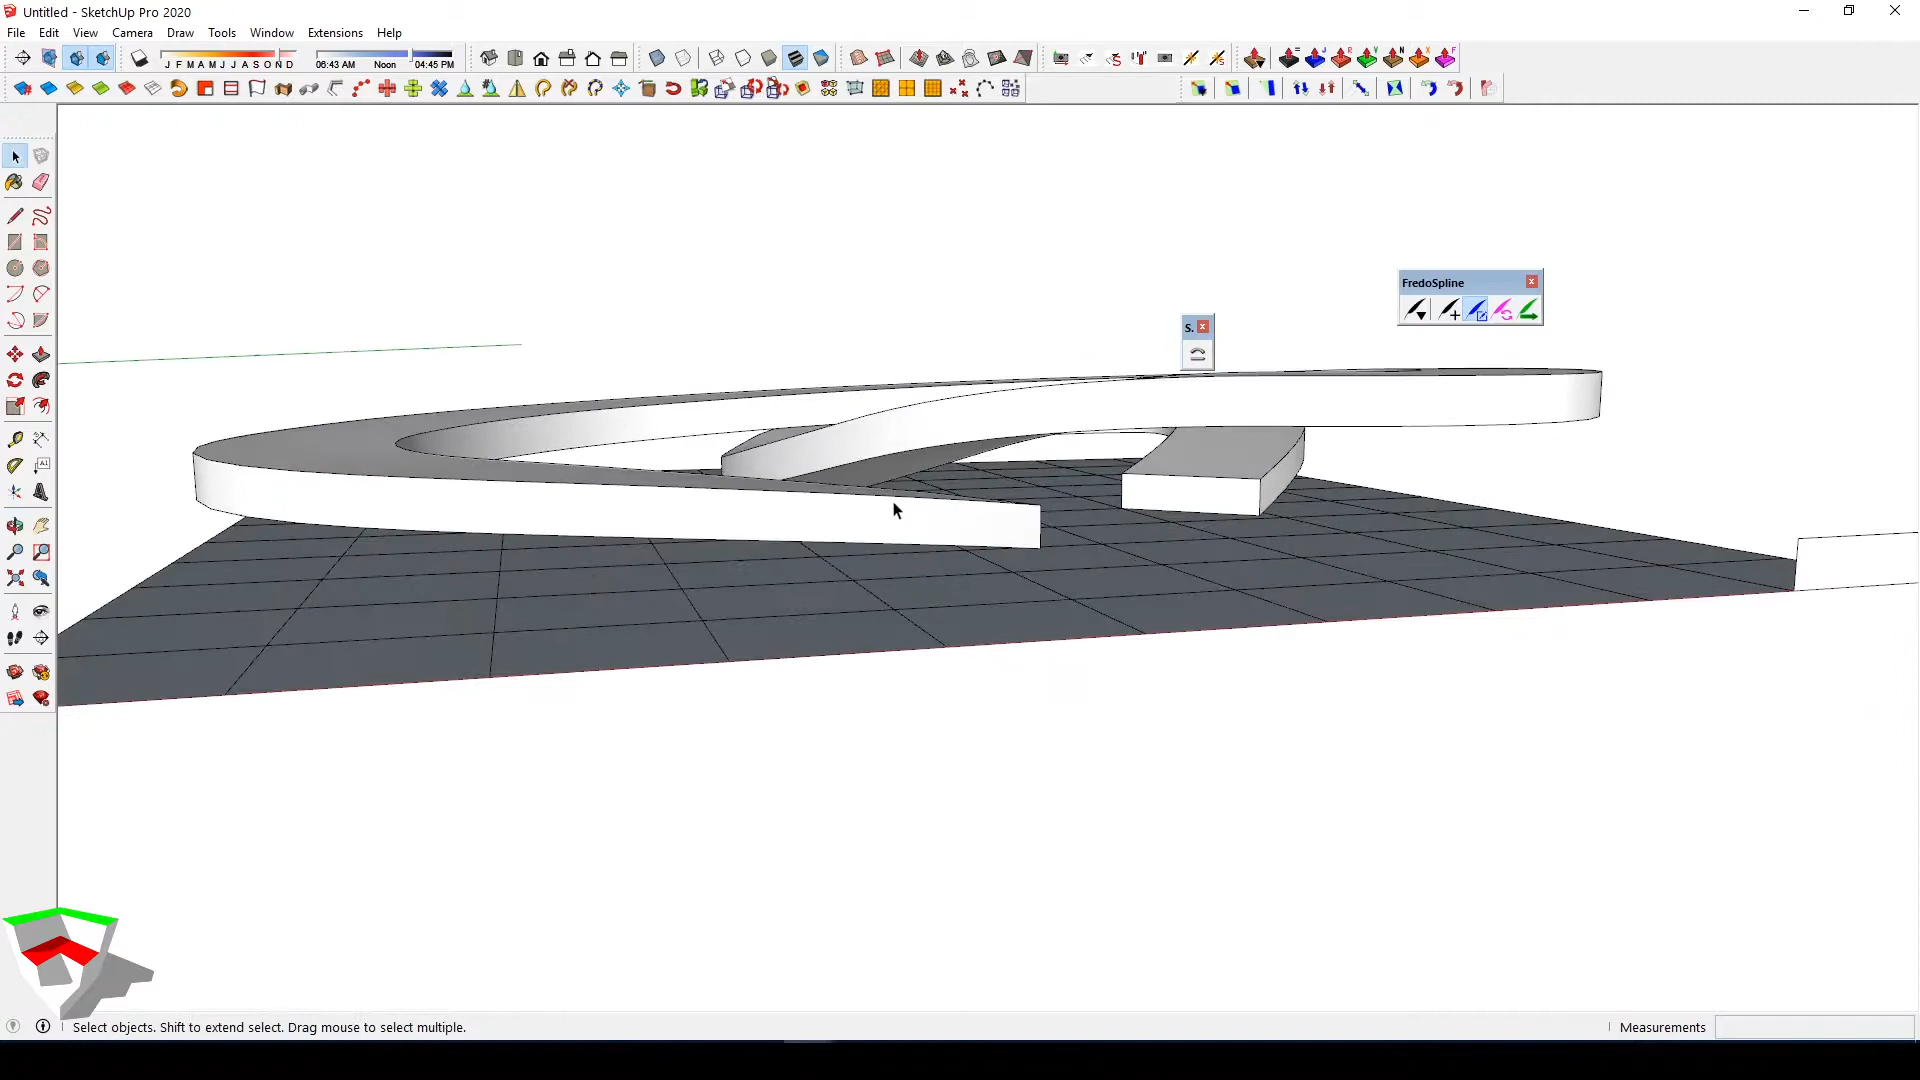 Untitled - SketchUp Pro 2020
File Edit View Camera Draw Tools Window Extensions Help
J F M A M J J A S O N D 06:43 AM Noon 04:45 PM
FredoSpline
S.
A1
Select objects. Shift to extend select. Drag mouse to select multiple.
Measurements